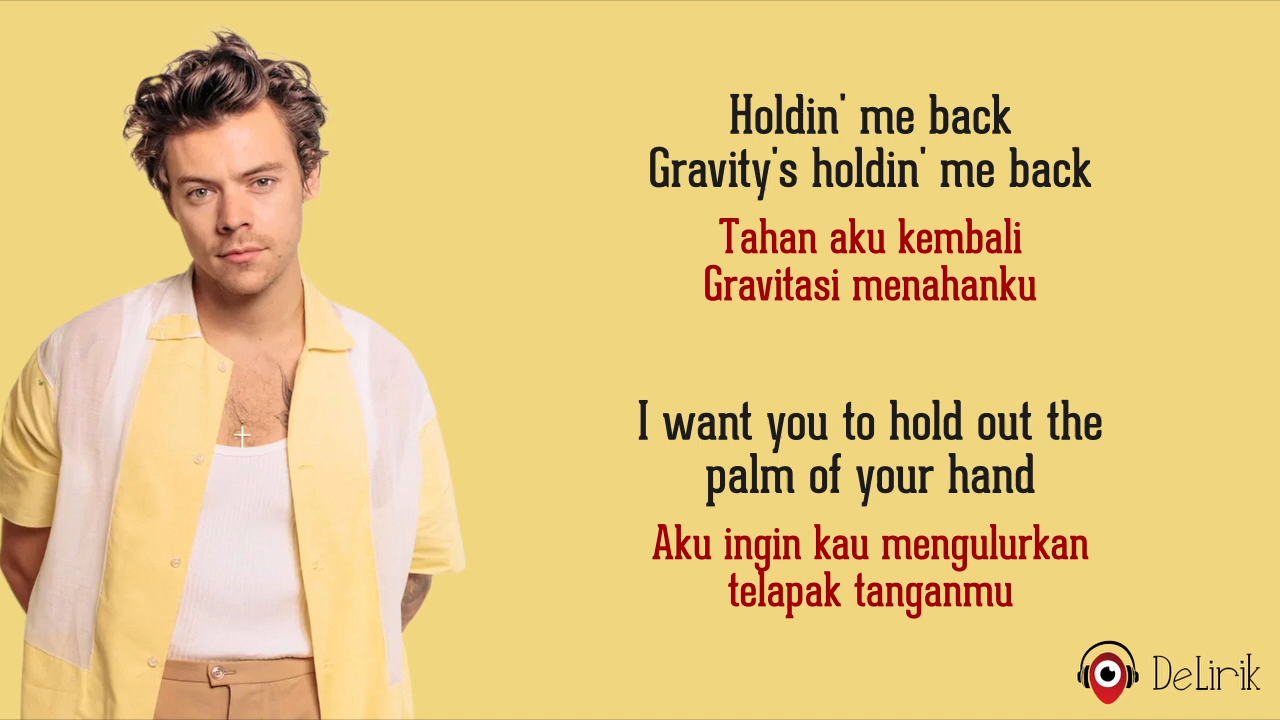 Holdin' me back
Gravity's holdin' me back
Tahan aku kembali
Gravitasi menahanku
I want you to hold out the
palm of your hand
Aku ingin kau mengulurkan
telapak tanganmu
DeLirik